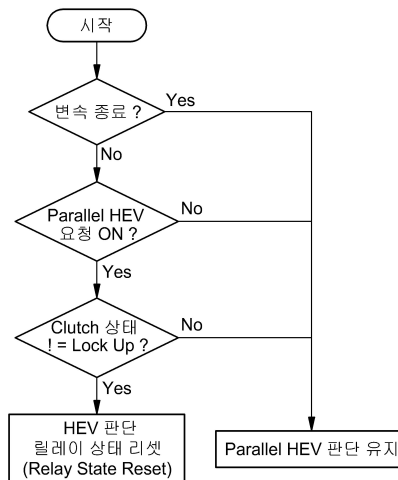 시작
변속 종료 ?
Yes
No
Parallel HEV
요청 ON ?
No
Yes
Clutch 상태
! = Lock Up ?
No
Yes
HEV 판단
릴레이 상태 리셋
(Relay State Reset)
Parallel HEV 판단 유지